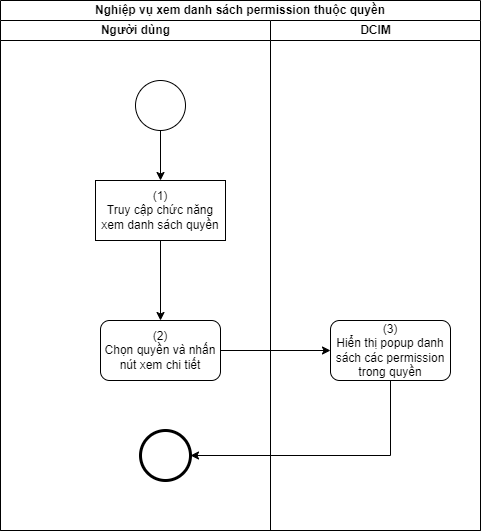 Nghiệp vụ xem danh sách permission thuộc quyền
Người dùng
DCIM
(1)
Truy cập chức năng
xem danh sách quyền
(2)
Chọn quyền và nhấn
nút xem chi tiết
(3)
Hiển thị popup danh
sách các permission
trong quyền